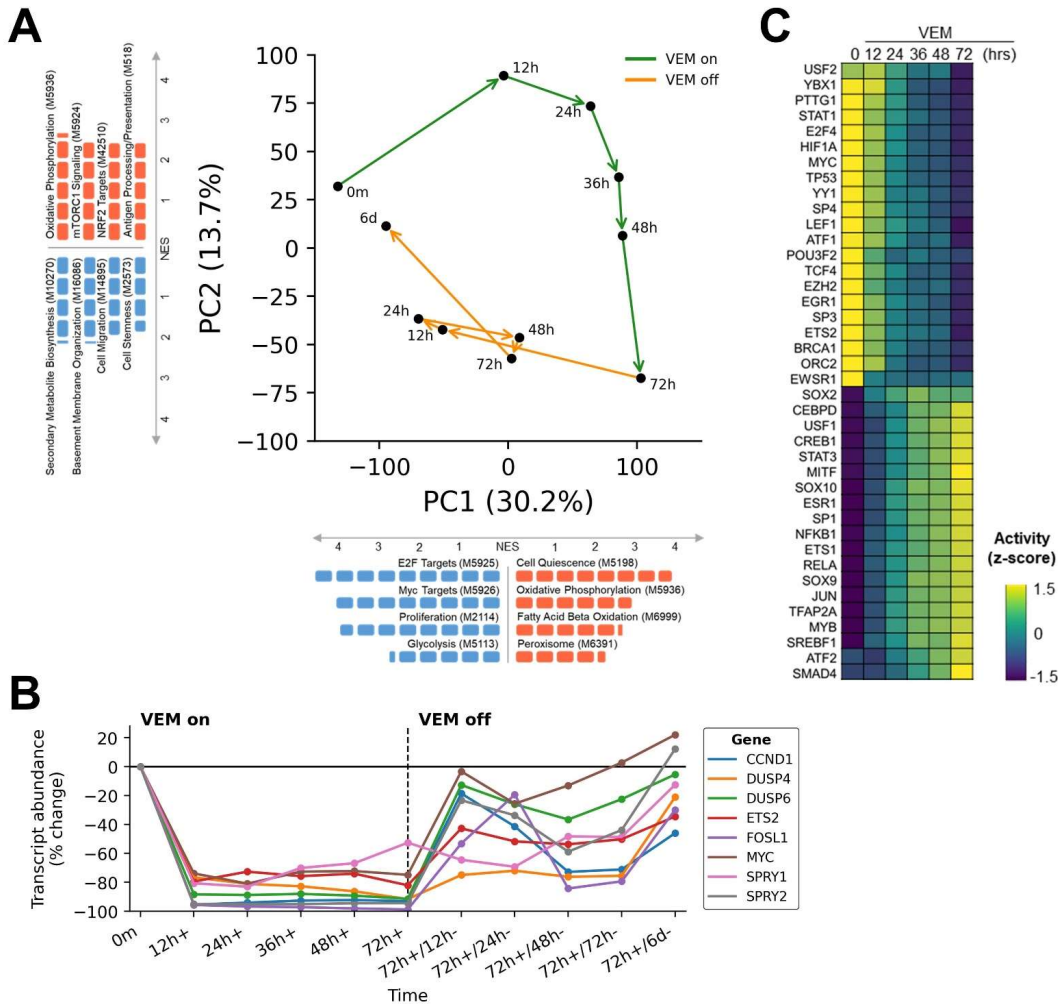 A
Oxidative Phosphorylation (M5936)
mTORC1 Signaling (M5924)
NRF2 Targets (M42510)
Antigen Processing/Presentation (M518)
4
3
2
1
NES
1
2
3
4
Secondary Metabolite Biosynthesis (M10270)
Basement Membrane Organization (M16086)
Cell Migration (M14895)
Cell Stemness (M2573)
PC2 (13.7%)
100
75
50
25
0
−25
−50
−75
−100
VEM on
VEM off
12h
24h
36h
0m
6d
48h
24h
12h
48h
72h
72h
−100 0 100
PC1 (30.2%)
4 3 2 1 NES 1 2 3 4
E2F Targets (M5925) Cell Quiescence (M5198)
Myc Targets (M5926) Oxidative Phosphorylation (M5936)
Proliferation (M2114) Fatty Acid Beta Oxidation (M6999)
Glycolysis (M5113) Peroxisome (M6391)
C
VEM
0 12 24 36 48 72 (hrs)
USF2
YBX1
PTTG1
STAT1
E2F4
HIF1A
MYC
TP53
YY1
SP4
LEF1
ATF1
POU3F2
TCF4
EZH2
EGR1
SP3
ETS2
BRCA1
ORC2
EWSR1
SOX2
CEBPD
USF1
CREB1
STAT3
MITF
SOX10
ESR1
SP1
NFKB1
ETS1
RELA
SOX9
JUN
TFAP2A
MYB
SREBF1
ATF2
SMAD4
Activity
(z-score)
1.5
0
-1.5
B
VEM on VEM off
Transcript abundance
(% change)
20
0
−20
−40
−60
−80
−100
0m
12h+
24h+
36h+
48h+
72h+
72h+/12h-
72h+/24h-
72h+/48h-
72h+/72h-
72h+/6d-
Time
Gene
CCND1
DUSP4
DUSP6
ETS2
FOSL1
MYC
SPRY1
SPRY2